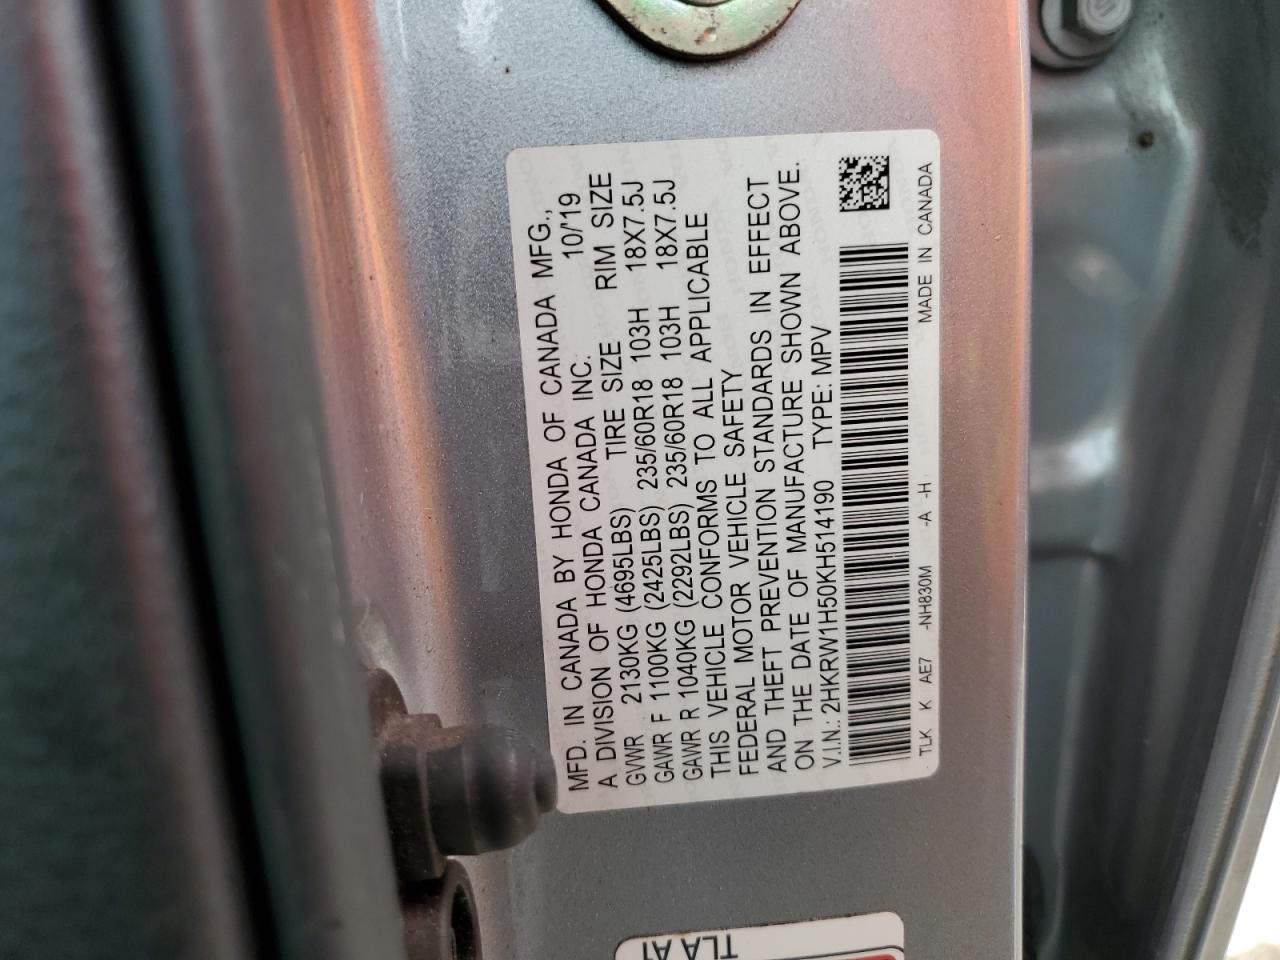 MFD. IN CANADA BY HONDA OF CANADA MFG.,
A DIVISION OF HONDA CANADA INC. 10/'19
GVWR 2130KG (4695LBS) TIRE SIZE RIM SIZE
GAWR F 1100KG (2425LBS) 235/60R18 103H 18X7.5J
GAWR R 1040KG (2292LBS) 235/60R18 103H 18X7.5J
THIS VEHICLE CONFORMS TO ALL APPLICABLE
FEDERAL MOTOR VEHICLE SAFETY
AND THEFT PREVENTION STANDARDS IN EFFECT
ON THE DATE OF MANUFACTURE SHOWN ABOVE.
V.I.N.: 2HKRW1H50KH514190 TYPE: MPV
TLK K AE7 -NH830M -A -H MADE IN CANADA
TLA A1